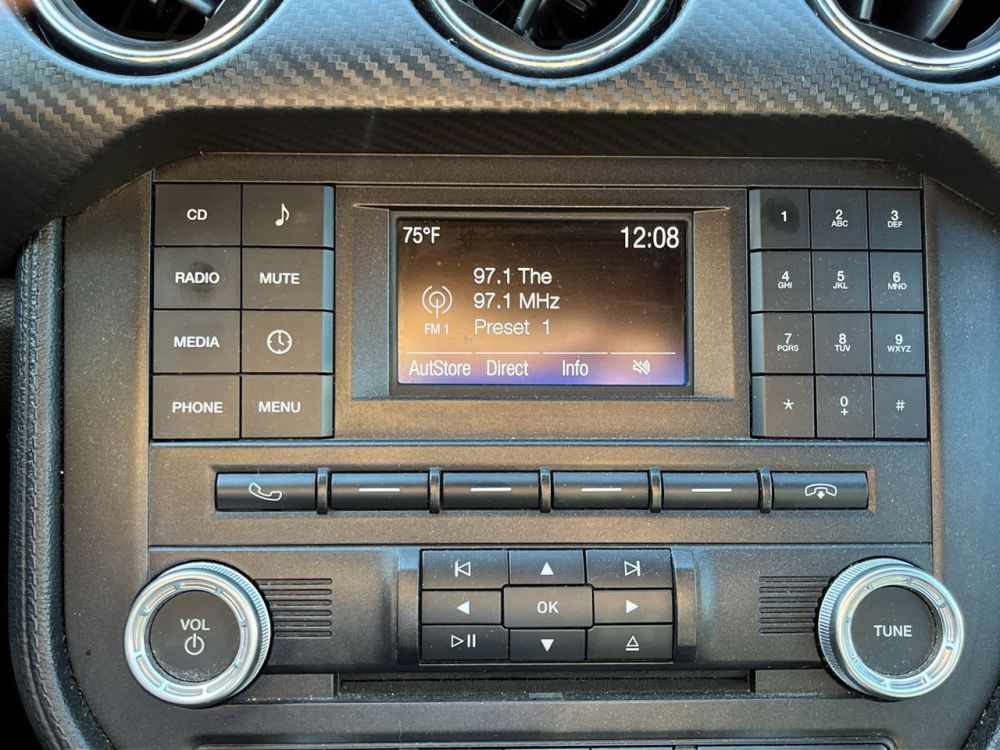 CD
RADIO MUTE
MEDIA
PHONE MENU
75°F 12:08
97.1 The
97.1 MHz
FM 1 Preset 1
AutStore Direct Info
1 2 ABC 3 DEF
4 GHI 5 JKL 6 MNO
7 PQRS 8 TUV 9 WXYZ
* 0 + #
OK
VOL
TUNE